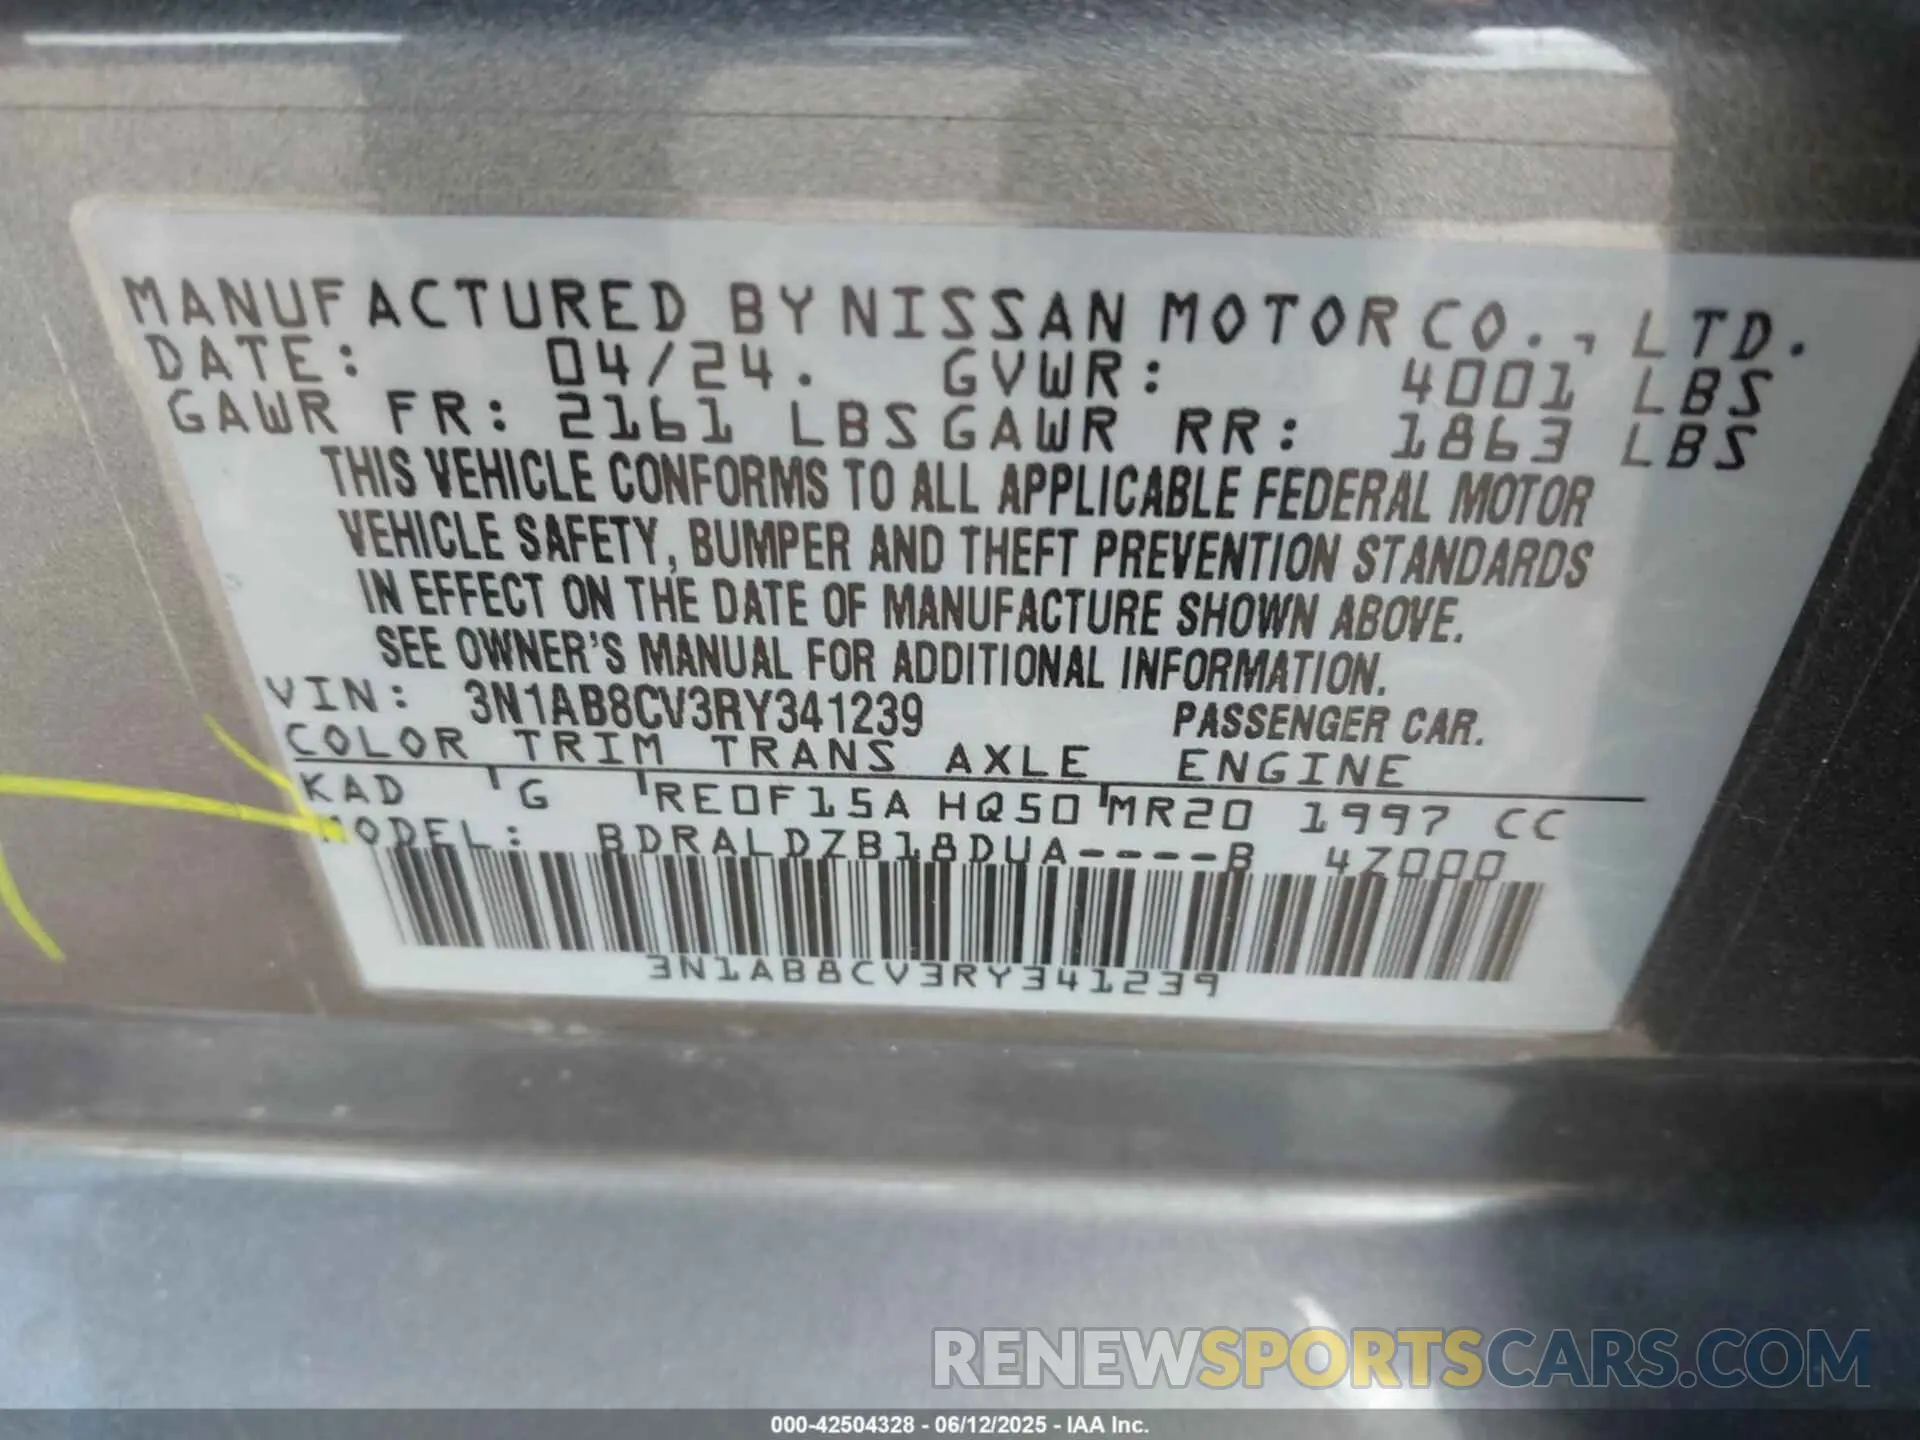 MANUFACTURED BY NISSAN MOTOR CO., LTD.
DATE: 04/24. GVWR: 4001 LBS
GAWR FR: 2161 LBS GAWR RR: 1863 LBS
THIS VEHICLE CONFORMS TO ALL APPLICABLE FEDERAL MOTOR
VEHICLE SAFETY, BUMPER AND THEFT PREVENTION STANDARDS
IN EFFECT ON THE DATE OF MANUFACTURE SHOWN ABOVE.
SEE OWNER'S MANUAL FOR ADDITIONAL INFORMATION.
VIN: 3N1AB8CV3RY341239 PASSENGER CAR.
COLOR TRIM TRANS AXLE ENGINE
KAD G RE0F15A HQ50 MR20 1997 CC
MODEL: BDRALDZB18DUA----B 4Z000
3N1AB8CV3RY341239
RENEWSPORTSCARS.COM
000-42504328 - 06/12/2025 - IAA Inc.